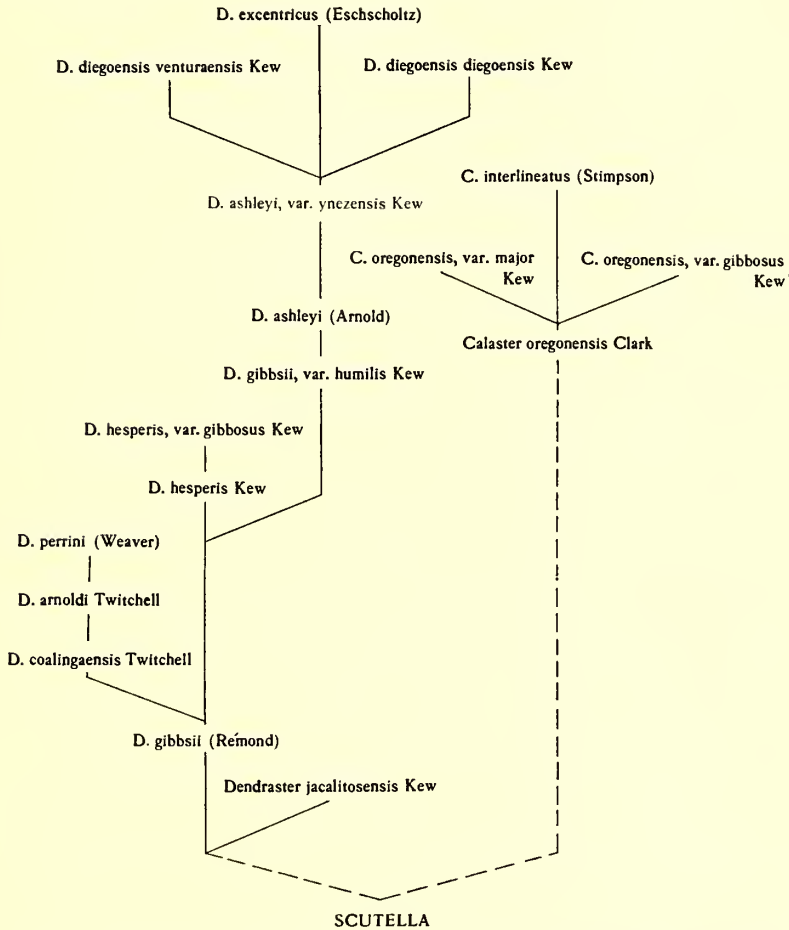 D. excentricus (Eschscholtz)
D. diegoensis venturaensis Kew
D. diegoensis diegoensis Kew
C. interlineatus (Stimpson)
D. ashleyi, var. ynezensis Kew
C. oregonensis, var. major
Kew
C. oregonensis, var. gibbosus
Kew
D. ashleyi (Arnold)
Calaster oregonensis Clark
D. gibbsii, var. humilis Kew
D. hesperis, var. gibbosus Kew
D. hesperis Kew
D. perrini (Weaver)
D. arnoldi Twitchell
D. coalingaensis Twitchell
D. gibbsii (Rémond)
Dendraster jacalitosensis Kew
SCUTELLA